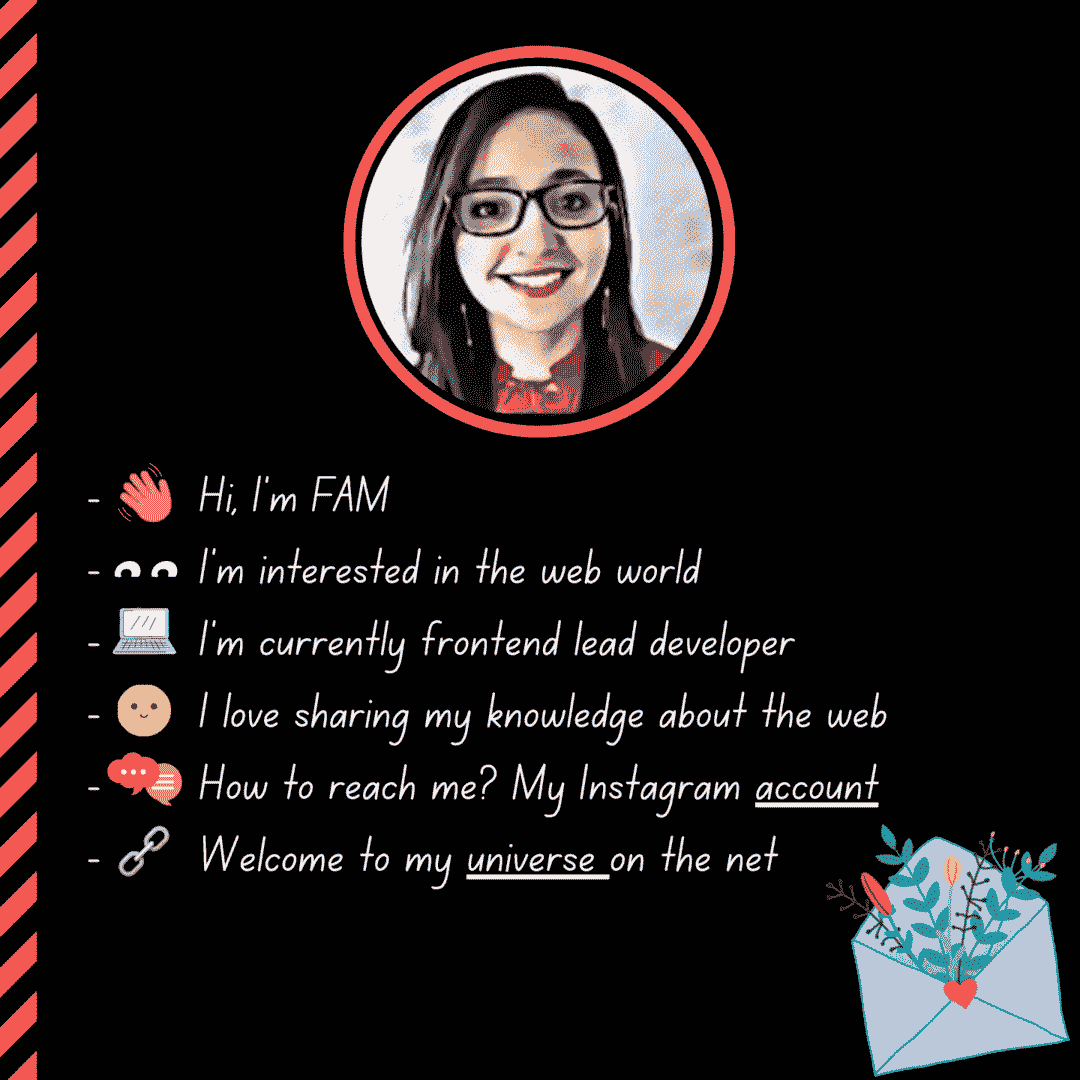 - 👋 Hi, I'm FAM
- 👀 I'm interested in the web world
- 💻 I'm currently frontend lead developer
- 🙂 I love sharing my knowledge about the web
- 💬 How to reach me? My Instagram account
- 🔗 Welcome to my universe on the net